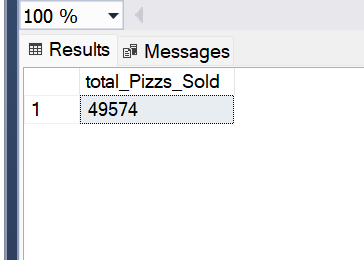 100 %
Results Messages
total_Pizzs_Sold
1 49574